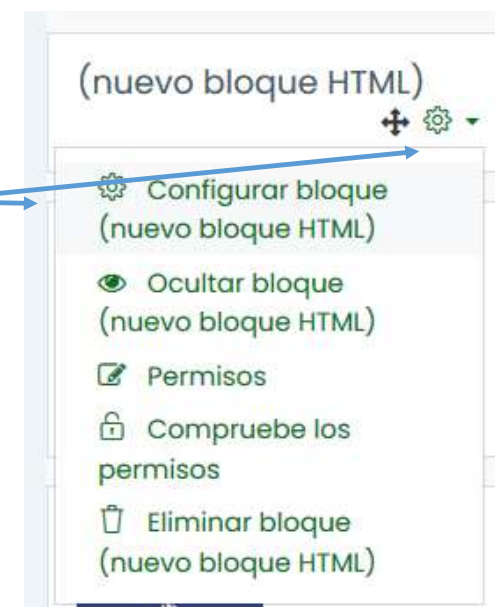 (nuevo bloque HTML)
Configurar bloque
(nuevo bloque HTML)
Ocultar bloque
(nuevo bloque HTML)
Permisos
Compruebe los
permisos
Eliminar bloque
(nuevo bloque HTML)